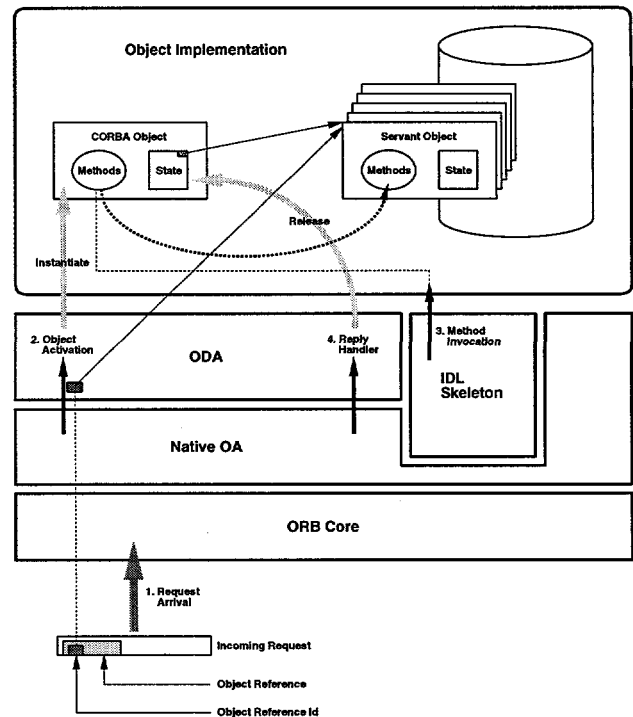 Object Implementation
CORBA Object
Servant Object
Methods
State
Methods
State
Release
Instantiate
2. Object
Activation
4. Reply
Handler
3. Method
Invocation
ODA
IDL
Skeleton
Native OA
ORB Core
1. Request
Arrival
Incoming Request
Object Reference
Object Reference Id